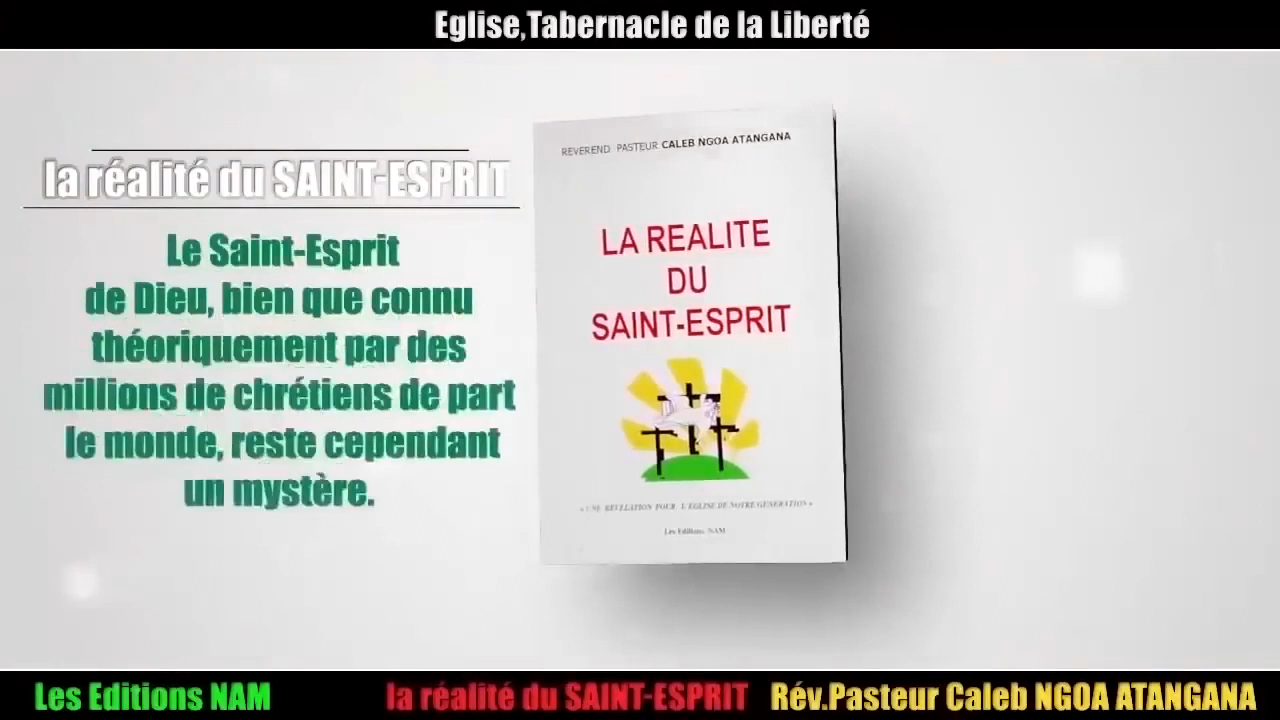 Eglise,Tabernacle de la Liberté
la réalité du SAINT-ESPRIT
Le Saint-Esprit
de Dieu, bien que connu
théoriquement par des
millions de chrétiens de part
le monde, reste cependant
un mystère.
REVEREND PASTEUR CALEB NGOA ATANGANA
LA REALITE
DU
SAINT-ESPRIT
« UNE REVELATION POUR L'EGLISE DE NOTRE GENERATION »
Les Editions NAM
Les Editions NAM
la réalité du SAINT-ESPRIT
Rév.Pasteur Caleb NGOA ATANGANA